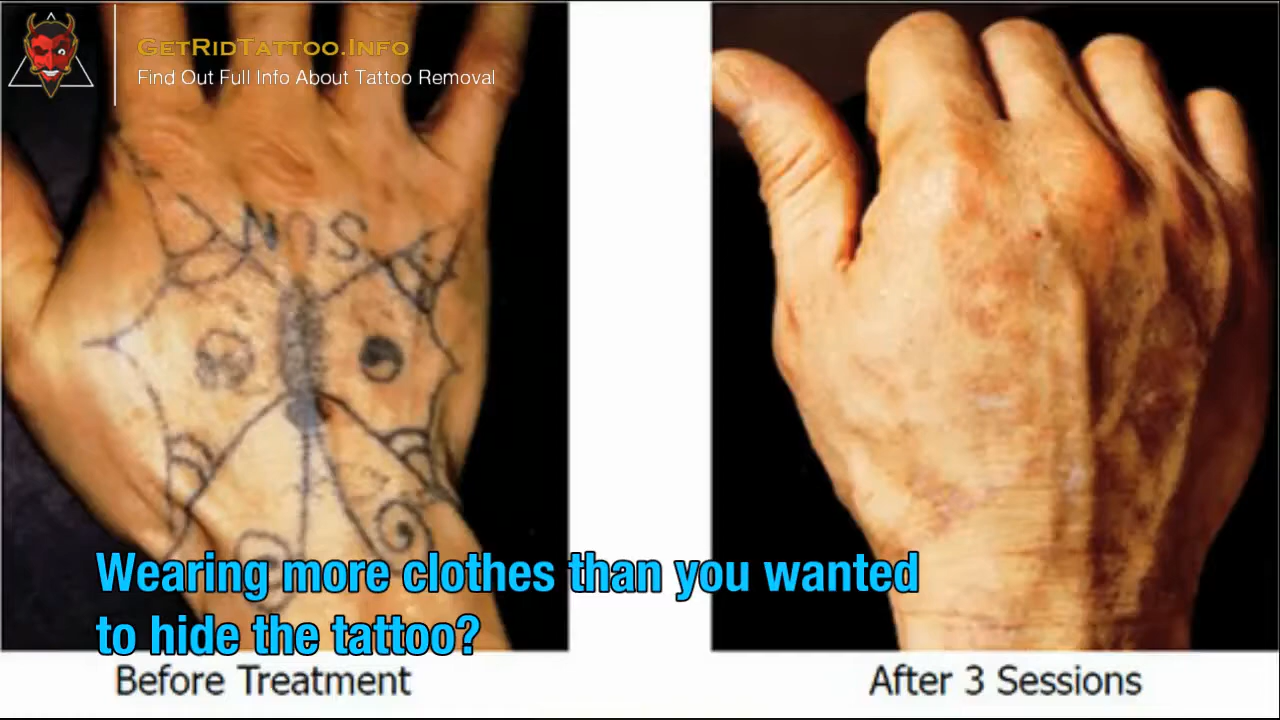 GetRidTattoo.Info
Find Out Full Info About Tattoo Removal
N S
Wearing more clothes than you wanted
to hide the tattoo?
Before Treatment
After 3 Sessions